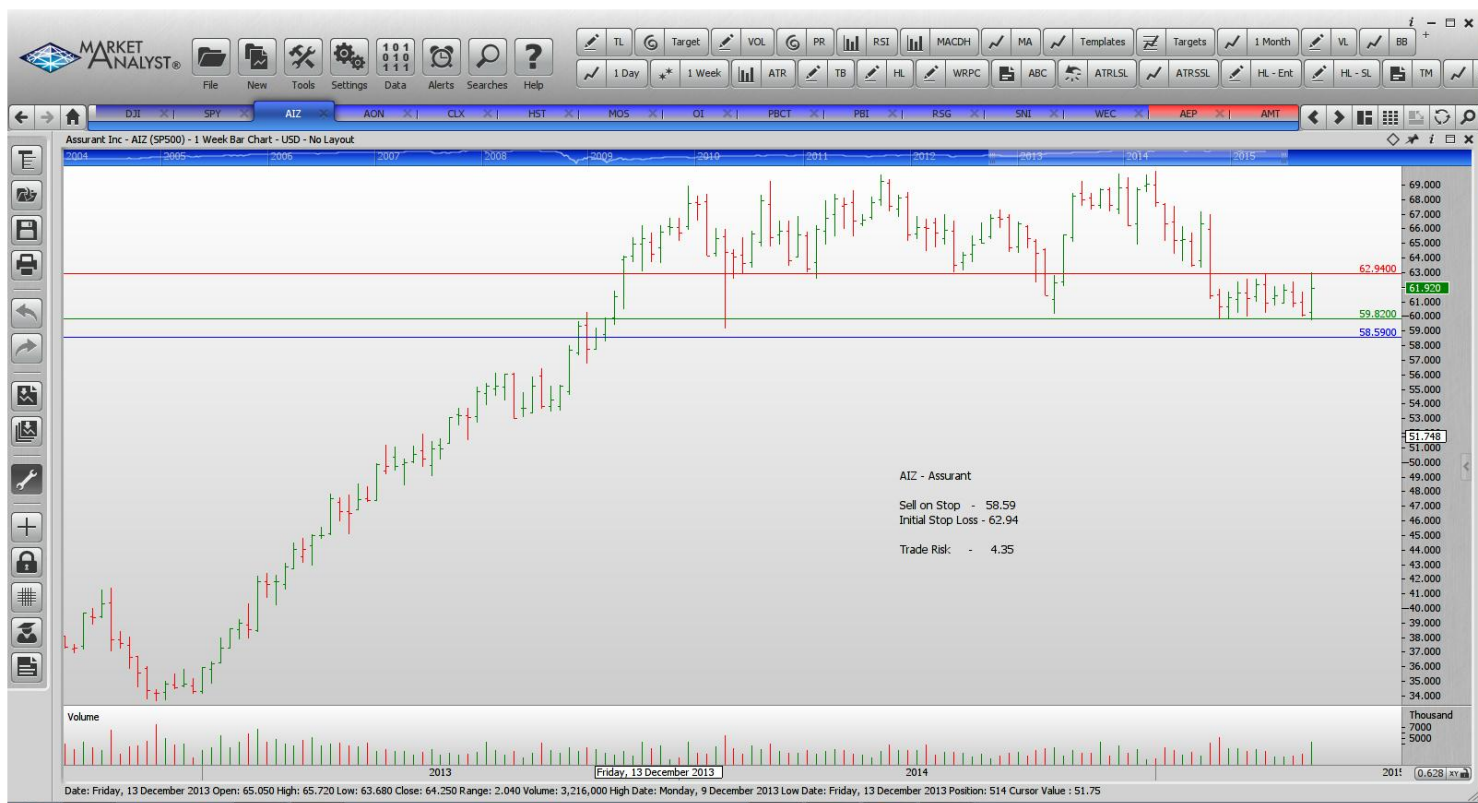 i
MARKET
ANALYST®
TL Target VOL PR RSI MACDH MA Templates Targets 1 Month VL BB
1 Day 1 Week ATR TB HL WRPC ABC ATRLSL ATRSSL HL - Ent HL - SL TM
101
010
111
File New Tools Settings Data Alerts Searches Help
DJI SPY AIZ AON CLX HST MOS OI PBCT PBI RSG SNI WEC AEP AMT
Assurant Inc - AIZ (SP500) - 1 Week Bar Chart - USD - No Layout
2004 2005 2006 2007 2008 2009 2010 2011 2012 2013 2014 2015
69.000
68.000
67.000
66.000
65.000
64.000
62.9400 63.000
61.920
61.000
59.8200 60.000
59.000
58.5900
58.000
57.000
56.000
55.000
54.000
53.000
51.748
51.000
50.000
49.000
48.000
47.000
46.000
45.000
44.000
43.000
42.000
41.000
40.000
39.000
38.000
37.000
36.000
35.000
34.000
AIZ - Assurant
Sell on Stop - 58.59
Initial Stop Loss - 62.94
Trade Risk - 4.35
Volume
Thousand
7000
5000
2013 Friday, 13 December 2013 2014 0.628 XY
Date: Friday, 13 December 2013 Open: 65.050 High: 65.720 Low: 63.680 Close: 64.250 Range: 2.040 Volume: 3,216,000 High Date: Monday, 9 December 2013 Low Date: Friday, 13 December 2013 Position: 514 Cursor Value : 51.75